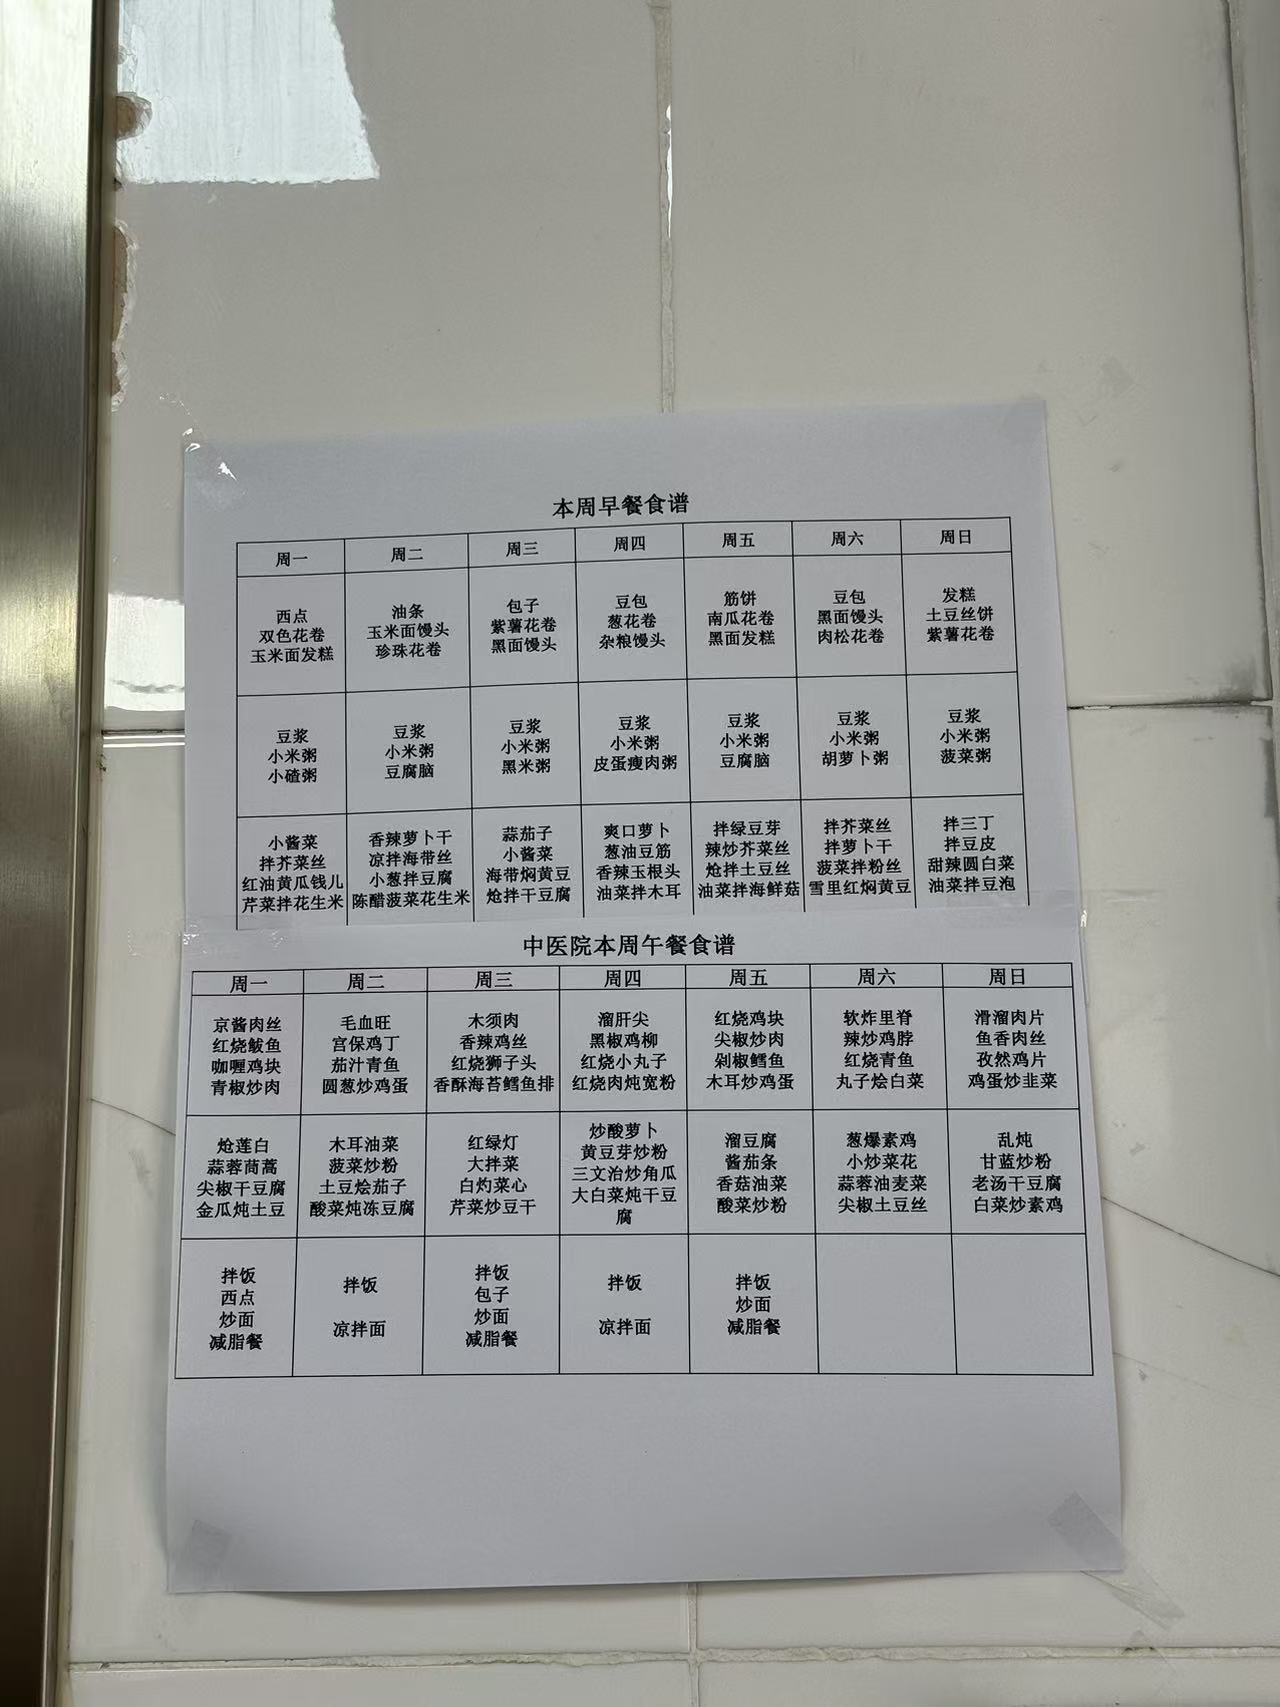 本周早餐食谱
周一 周二 周三 周四 周五 周六 周日
西点 油条 包子 豆包 筋饼 豆包 发糕
双色花卷 玉米面馒头 紫薯花卷 葱花卷 南瓜花卷 黑面馒头 土豆丝饼
玉米面发糕 珍珠花卷 黑面馒头 杂粮馒头 黑面发糕 肉松花卷 紫薯花卷
豆浆 豆浆 豆浆 豆浆 豆浆 豆浆 豆浆
小米粥 小米粥 小米粥 小米粥 小米粥 小米粥 小米粥
小碴粥 豆腐脑 黑米粥 皮蛋瘦肉粥 豆腐脑 胡萝卜粥 菠菜粥
小酱菜 香辣萝卜干 蒜茄子 爽口萝卜 拌绿豆芽 拌芥菜丝 拌三丁
拌芥菜丝 凉拌海带丝 小酱菜 葱油豆筋 辣炒芥菜丝 拌萝卜干 拌豆皮
红油黄瓜钱儿 小葱拌豆腐 海带焖黄豆 香辣玉根头 炝拌土豆丝 菠菜拌粉丝 甜辣圆白菜
芹菜拌花生米 陈醋菠菜花生米 炝拌干豆腐 油菜拌木耳 油菜拌海鲜菇 雪里红焖黄豆 油菜拌豆泡
中医院本周午餐食谱
周一 周二 周三 周四 周五 周六 周日
京酱肉丝 毛血旺 木须肉 溜肝尖 红烧鸡块 软炸里脊 滑溜肉片
红烧鲅鱼 宫保鸡丁 香辣鸡丝 黑椒鸡柳 尖椒炒肉 辣炒鸡脖 鱼香肉丝
咖喱鸡块 茄汁青鱼 红烧狮子头 红烧小丸子 剁椒鳕鱼 红烧青鱼 孜然鸡片
青椒炒肉 圆葱炒鸡蛋 香酥海苔鳕鱼排 红烧肉炖宽粉 木耳炒鸡蛋 丸子烩白菜 鸡蛋炒韭菜
炝莲白 木耳油菜 红绿灯 炒酸萝卜 溜豆腐 葱爆素鸡 乱炖
蒜蓉茼蒿 菠菜炒粉 大拌菜 黄豆芽炒粉 酱茄条 小炒菜花 甘蓝炒粉
尖椒干豆腐 土豆烩茄子 白灼菜心 三文治炒角瓜 香菇油菜 蒜蓉油麦菜 老汤干豆腐
金瓜炖土豆 酸菜炖冻豆腐 芹菜炒豆干 大白菜炖干豆 酸菜炒粉 尖椒土豆丝 白菜炒素鸡
腐
拌饭 拌饭 拌饭 拌饭 拌饭
西点 包子 炒面
炒面 凉拌面 炒面 凉拌面 减脂餐
减脂餐 减脂餐